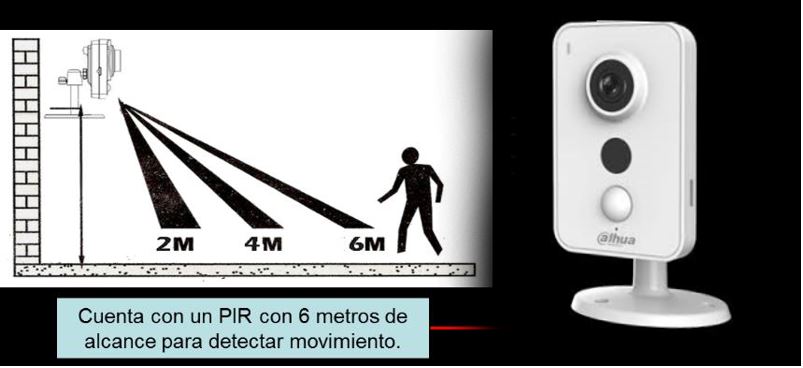 2M 4M 6M
alhua
Cuenta con un PIR con 6 metros de
alcance para detectar movimiento.